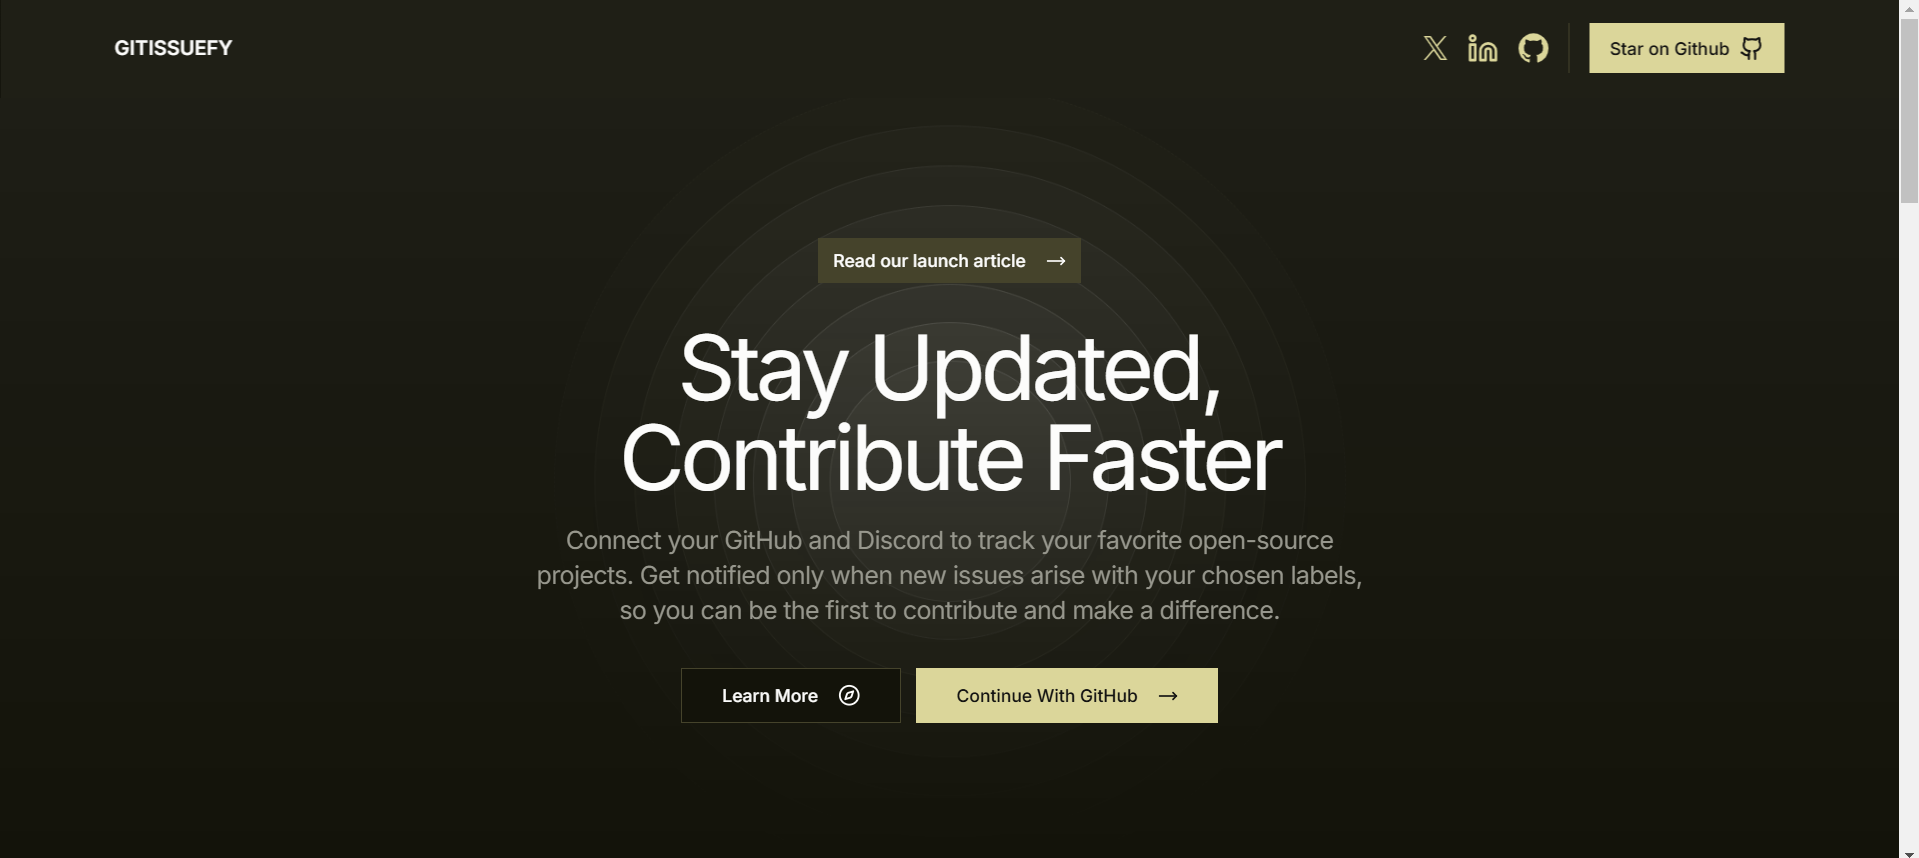 GITISSUEFY
Star on Github
Read our launch article
Stay Updated,
Contribute Faster
Connect your GitHub and Discord to track your favorite open-source
projects. Get notified only when new issues arise with your chosen labels,
so you can be the first to contribute and make a difference.
Learn More
Continue With GitHub